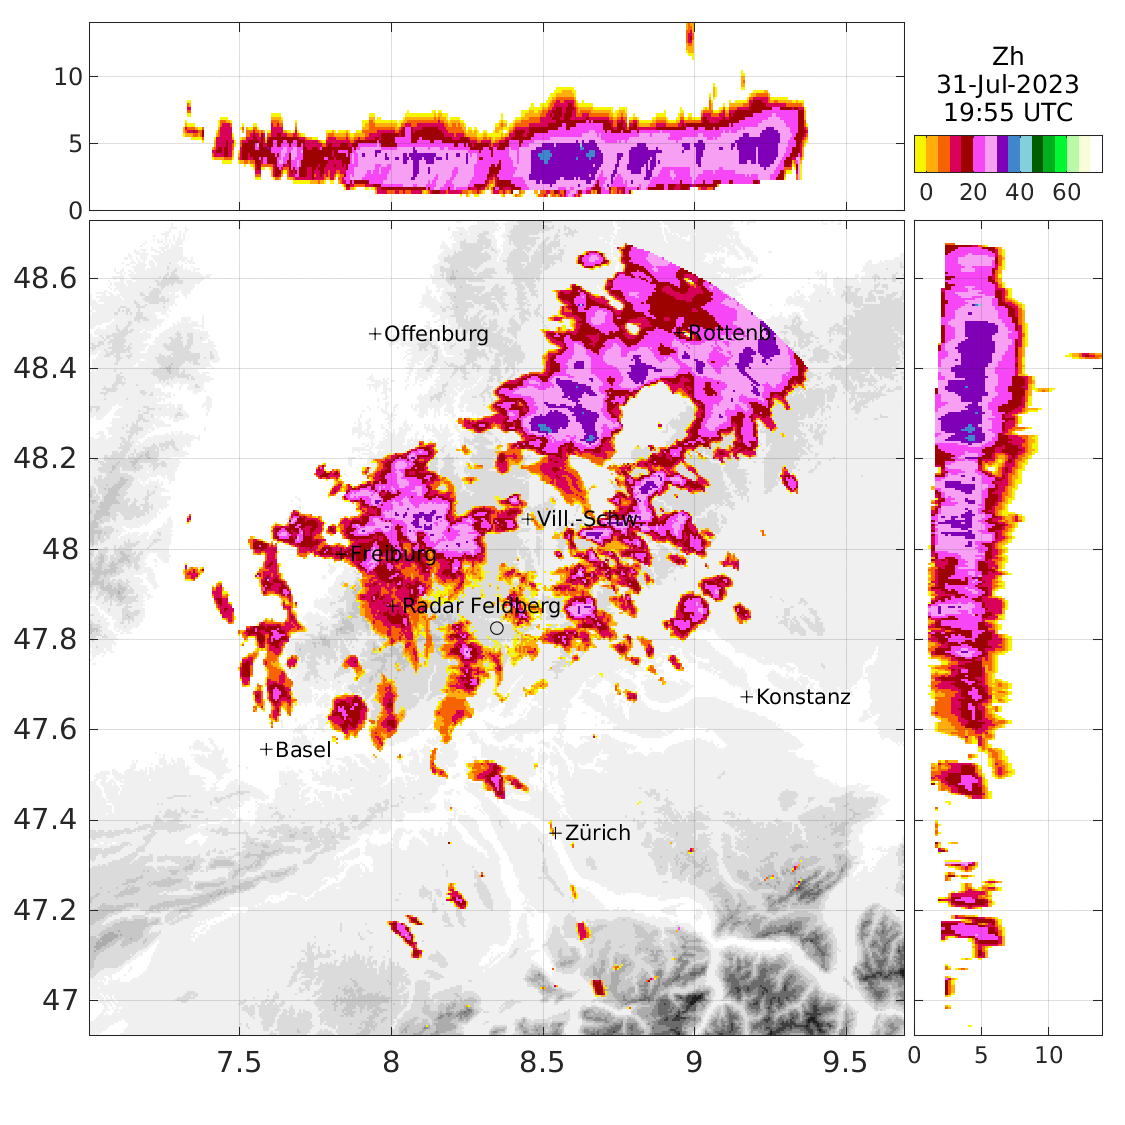 10
5
0
Zh
31-Jul-2023
19:55 UTC
0 20 40 60
48.6
48.4
48.2
48
47.8
47.6
47.4
47.2
47
+Offenburg
Rottenb.
+Vill.-Schw.
+Freiburg
+Radar Feldberg
+Konstanz
+Basel
+Zürich
7.5 8 8.5 9 9.5
0 5 10